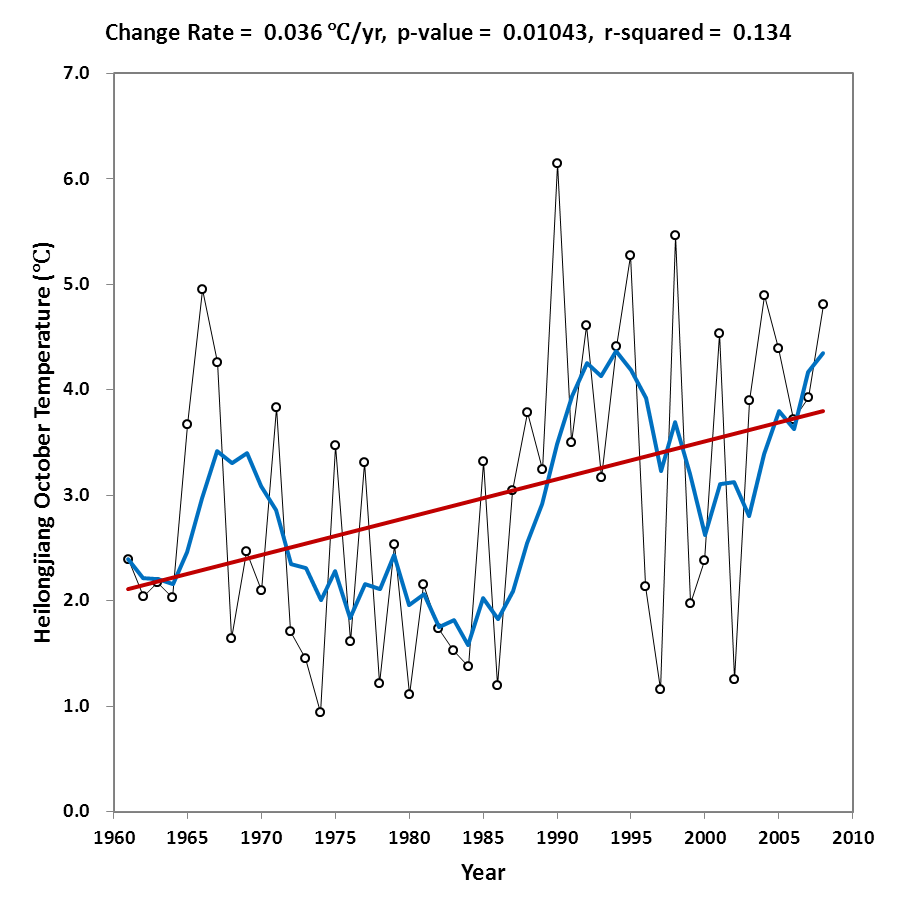 Change Rate = 0.036 ℃/yr, p-value = 0.01043, r-squared = 0.134
7.0
6.0
5.0
4.0
3.0
2.0
1.0
0.0
Heilongjiang October Temperature (℃)
1960 1965 1970 1975 1980 1985 1990 1995 2000 2005 2010
Year